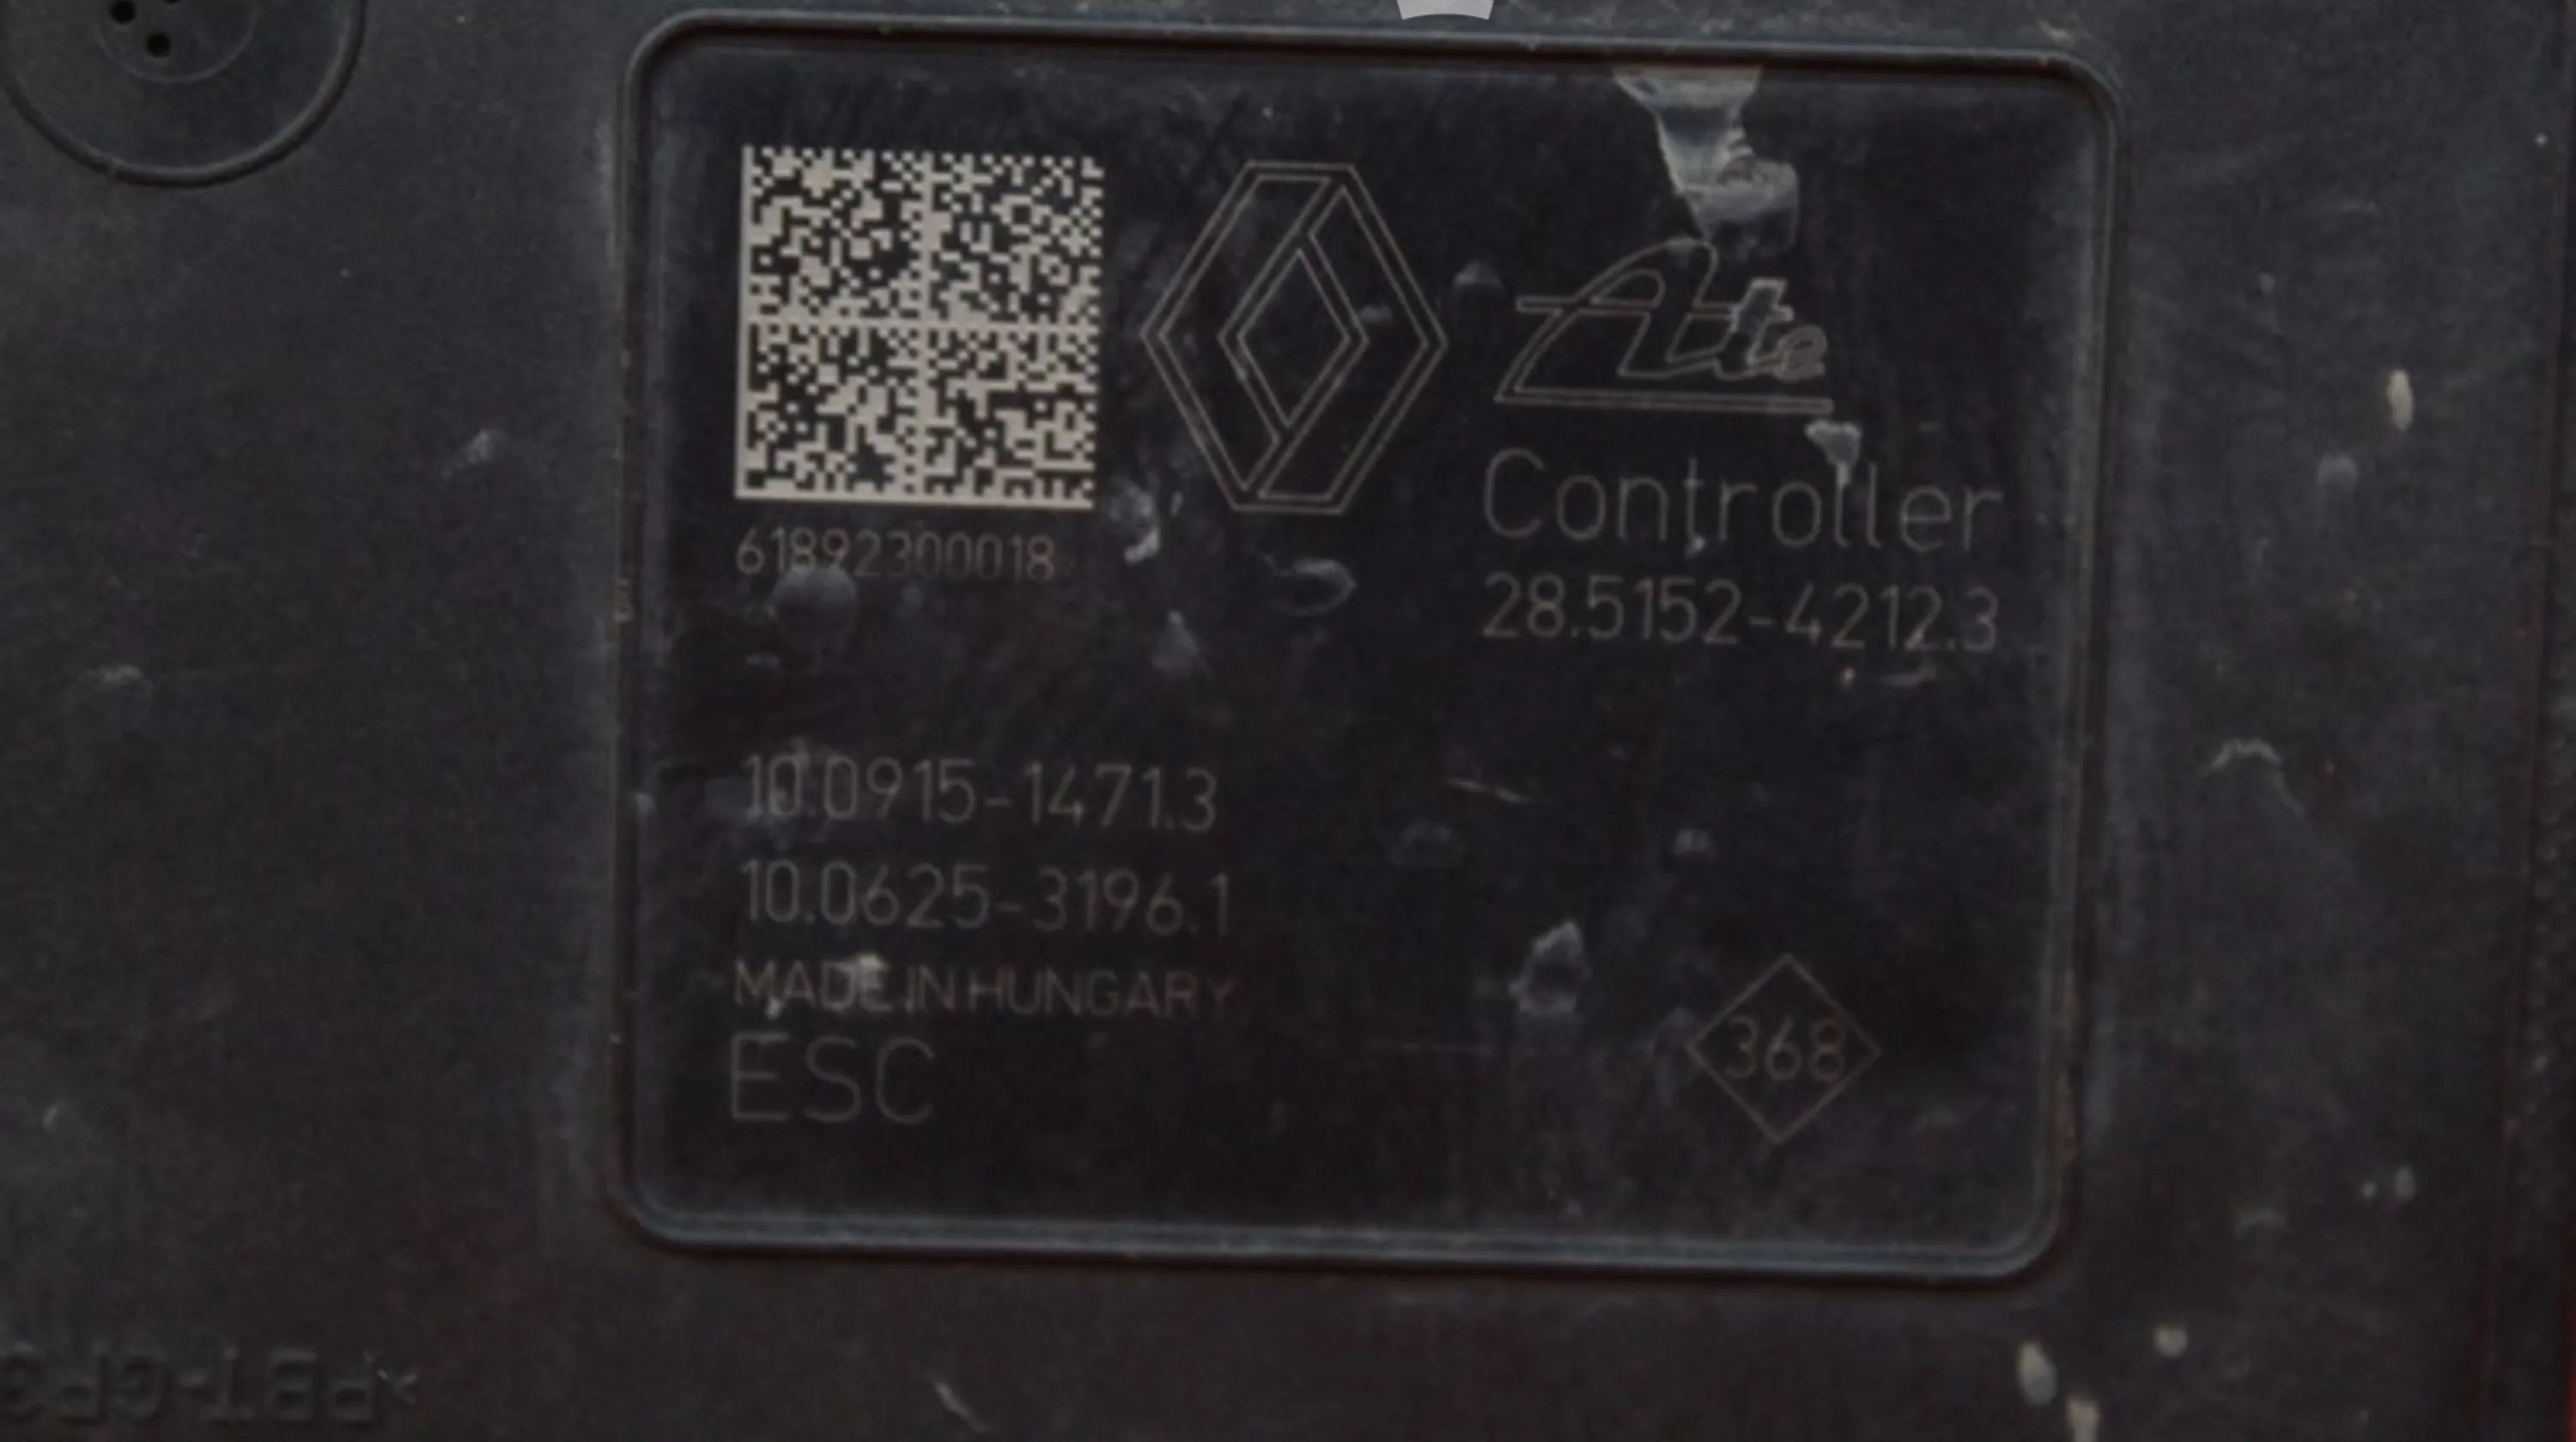 61892300018
Ate
Controller
28.5152-4212.3
10.0915-1471.3
10.0625-3196.1
MADE IN HUNGARY
ESC
368